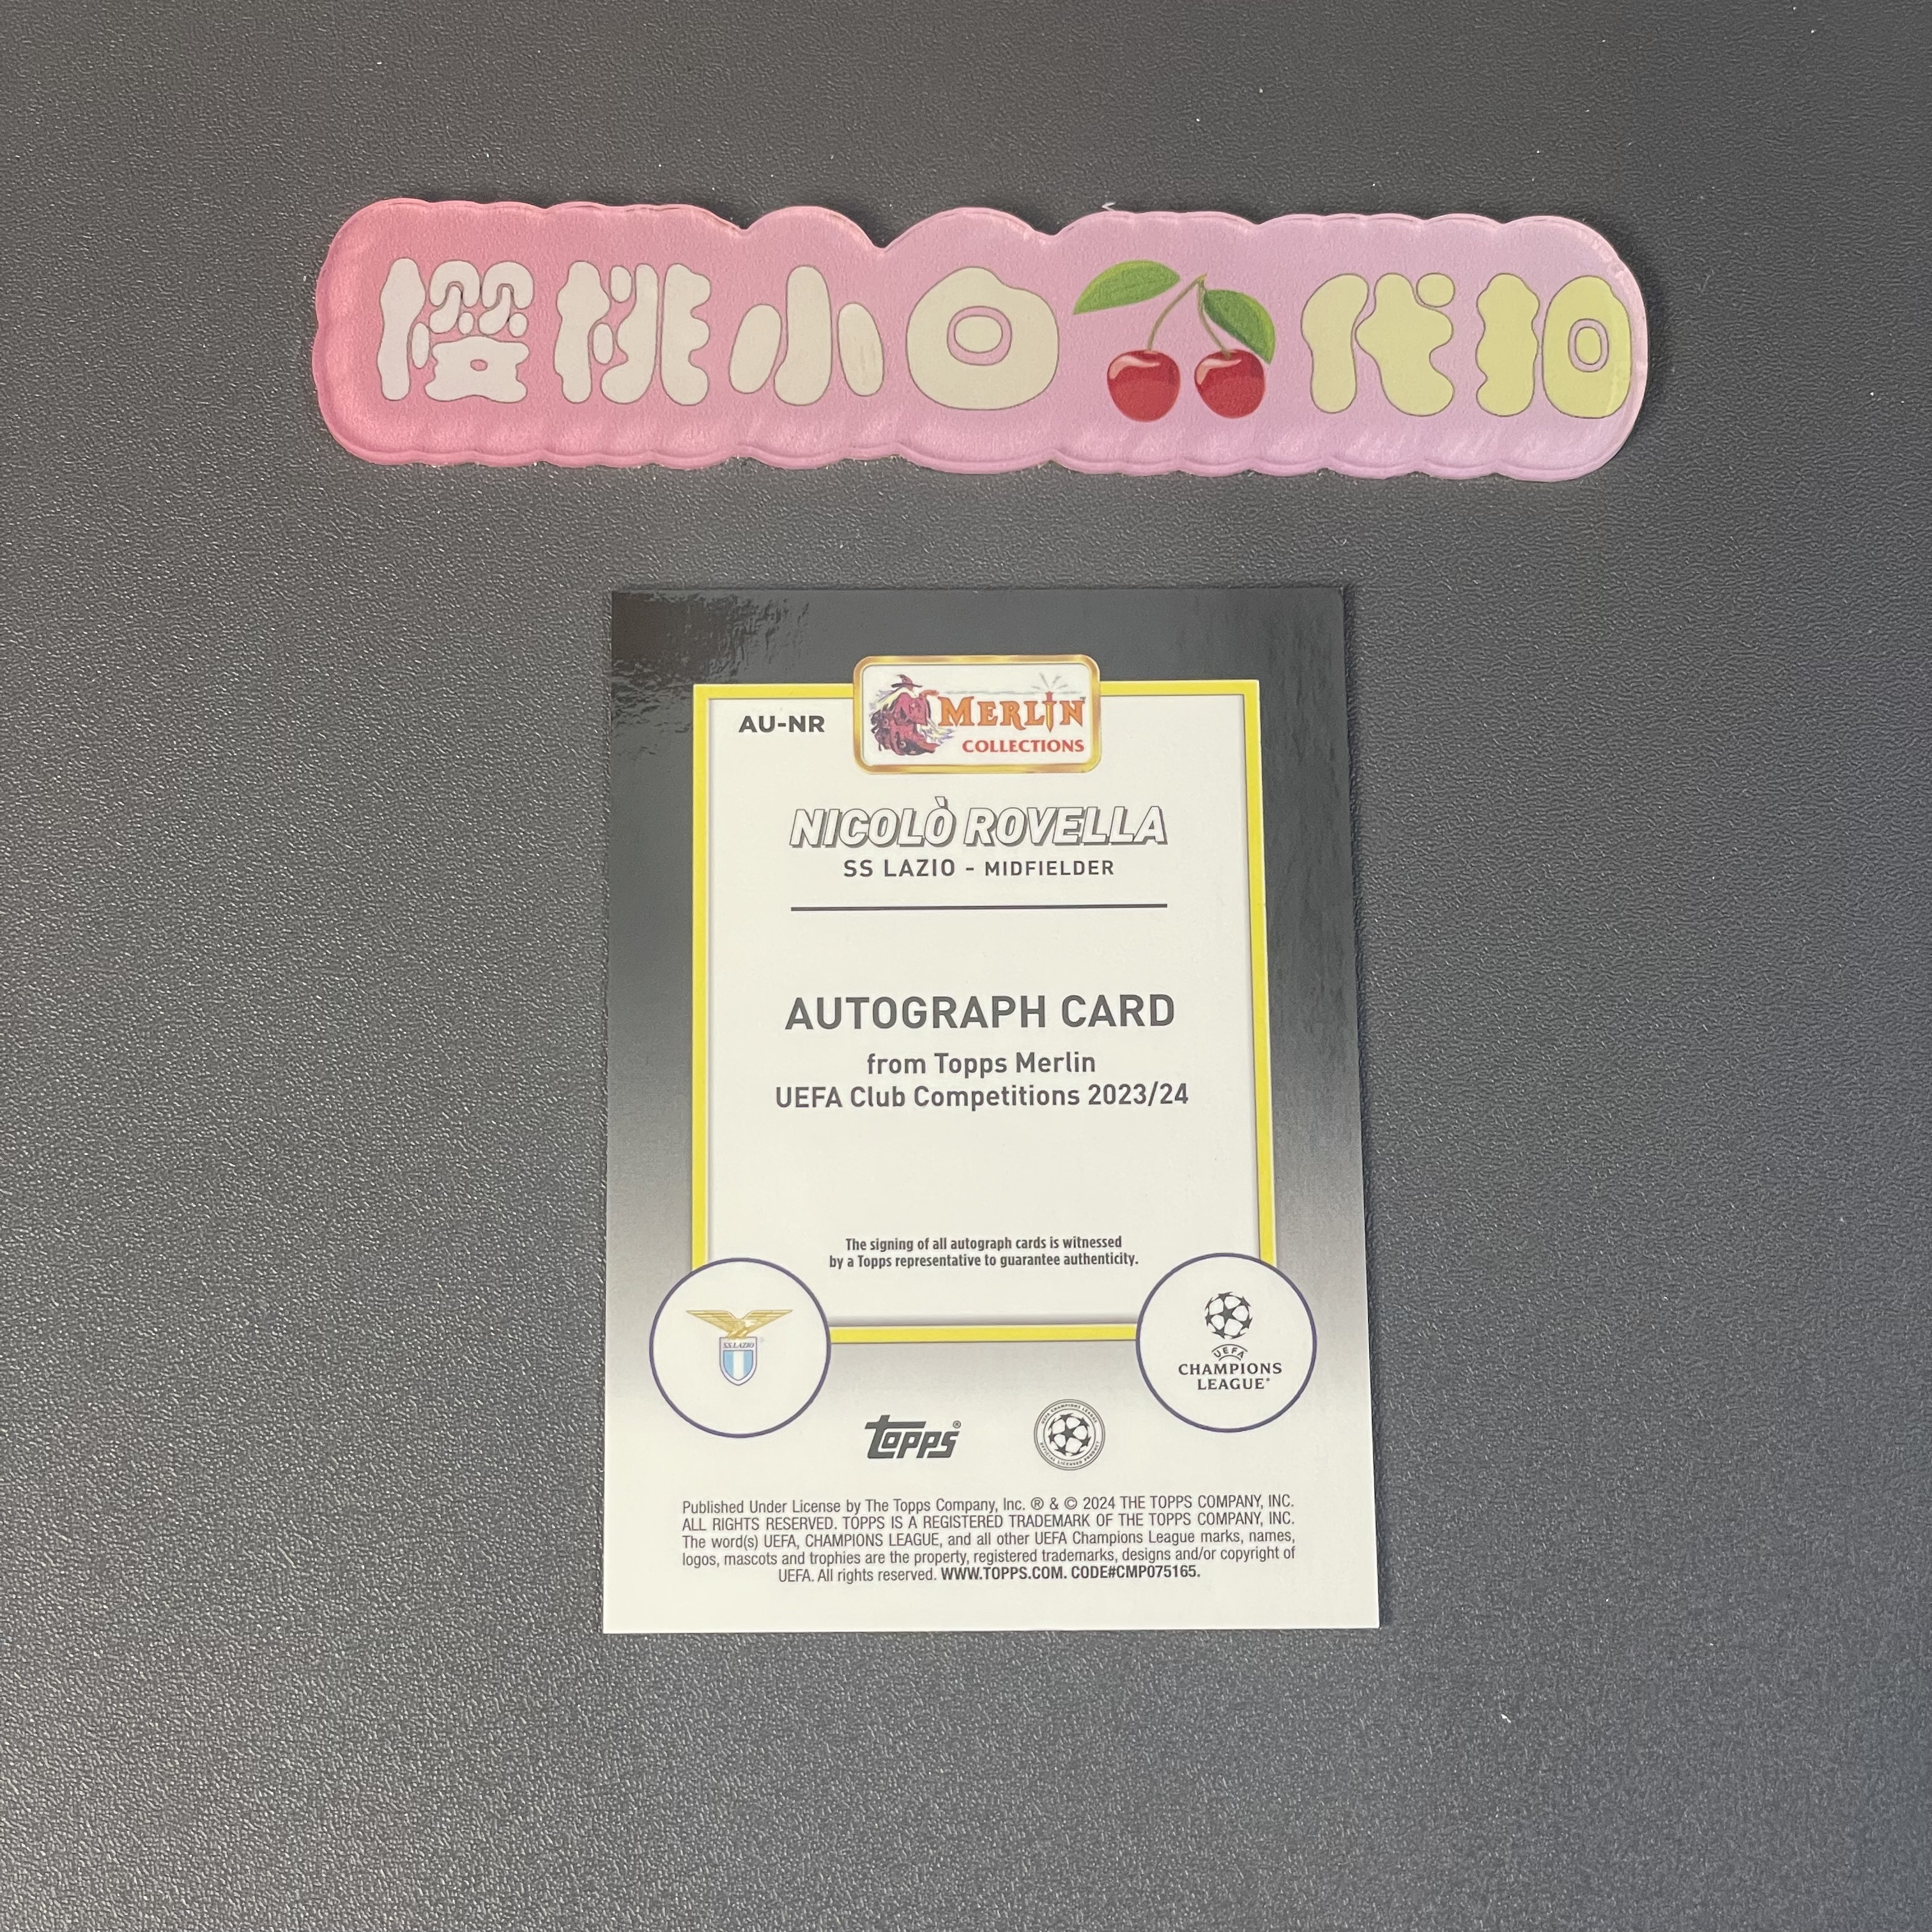 樱桃小日代拍
AU-NR
MERLIN
COLLECTIONS
NICOLÒ ROVELLA
SS LAZIO - MIDFIELDER
AUTOGRAPH CARD
from Topps Merlin
UEFA Club Competitions 2023/24
The signing of all autograph cards is witnessed
by a Topps representative to guarantee authenticity.
SS.LAZIO
UEFA
CHAMPIONS
LEAGUE
topps®
Published Under License by The Topps Company, Inc. ® & © 2024 THE TOPPS COMPANY, INC.
ALL RIGHTS RESERVED. TOPPS IS A REGISTERED TRADEMARK OF THE TOPPS COMPANY, INC.
The word(s) UEFA, CHAMPIONS LEAGUE, and all other UEFA Champions League marks, names,
logos, mascots and trophies are the property, registered trademarks, designs and/or copyright of
UEFA. All rights reserved. WWW.TOPPS.COM. CODE#CMP075165.